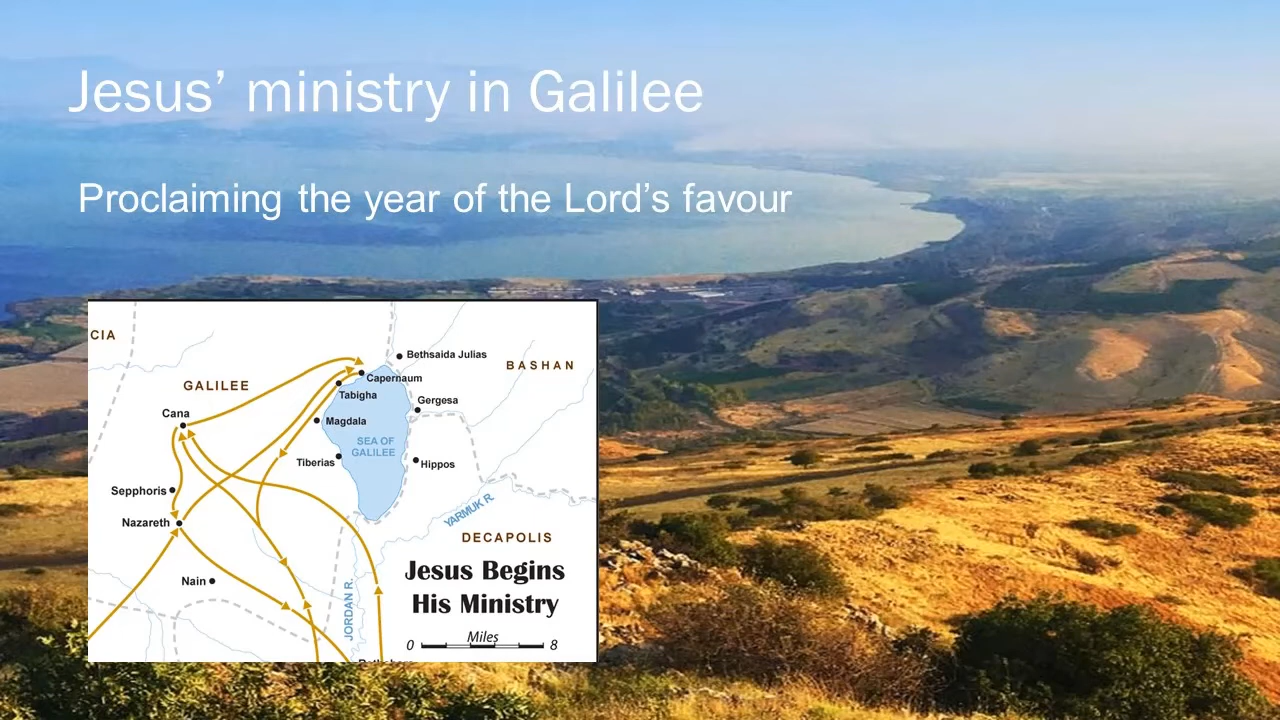 Jesus’ ministry in Galilee
Proclaiming the year of the Lord’s favour
CIA
Bethsaida Julias
BASHAN
Capernaum
GALILEE
Tabigha
Gergesa
Cana
Magdala
SEA OF
GALILEE
Tiberias
Hippos
Sepphoris
YARMUK R.
Nazareth
DECAPOLIS
Jesus Begins
His Ministry
Nain
JORDAN R.
Miles
0 8